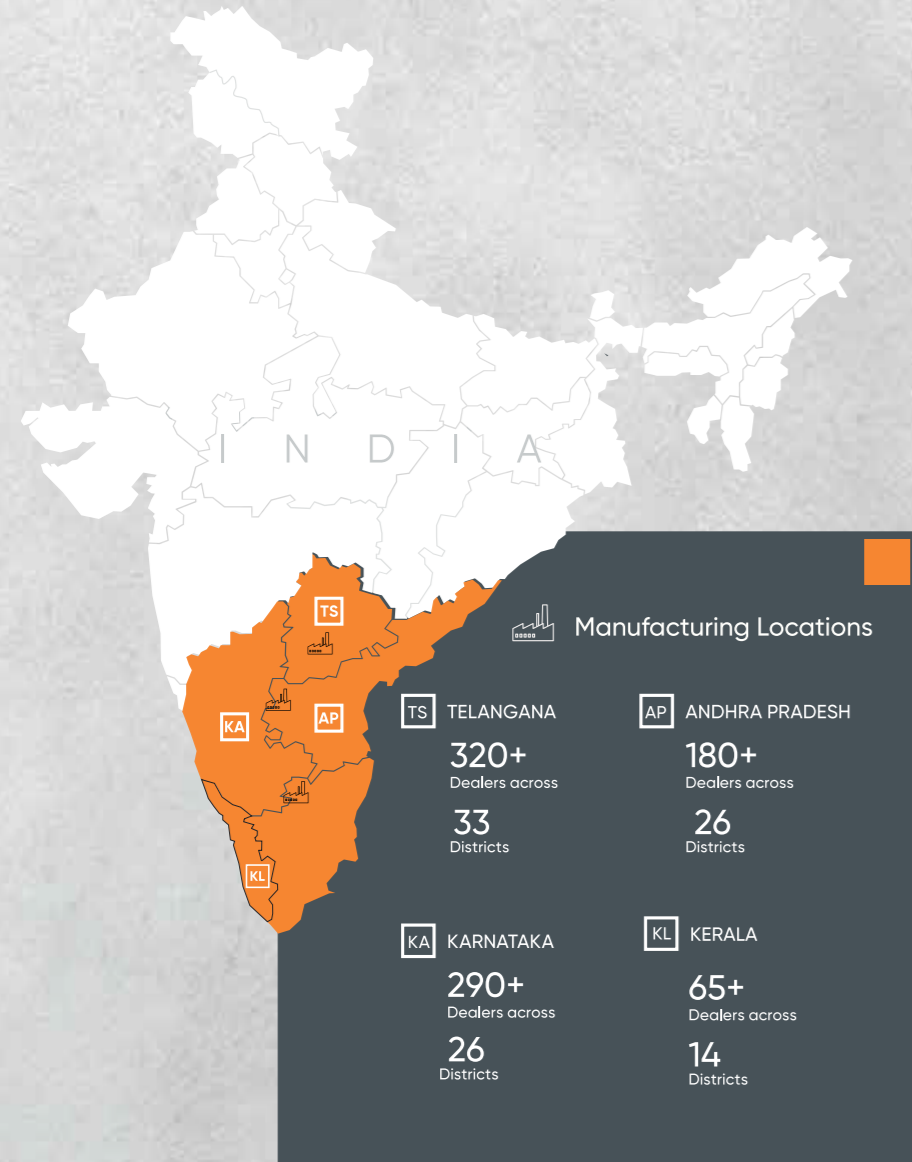 I N D I A
TS
KA
AP
KL
Manufacturing Locations
TS TELANGANA
320+
Dealers across
33
Districts
AP ANDHRA PRADESH
180+
Dealers across
26
Districts
KA KARNATAKA
290+
Dealers across
26
Districts
KL KERALA
65+
Dealers across
14
Districts